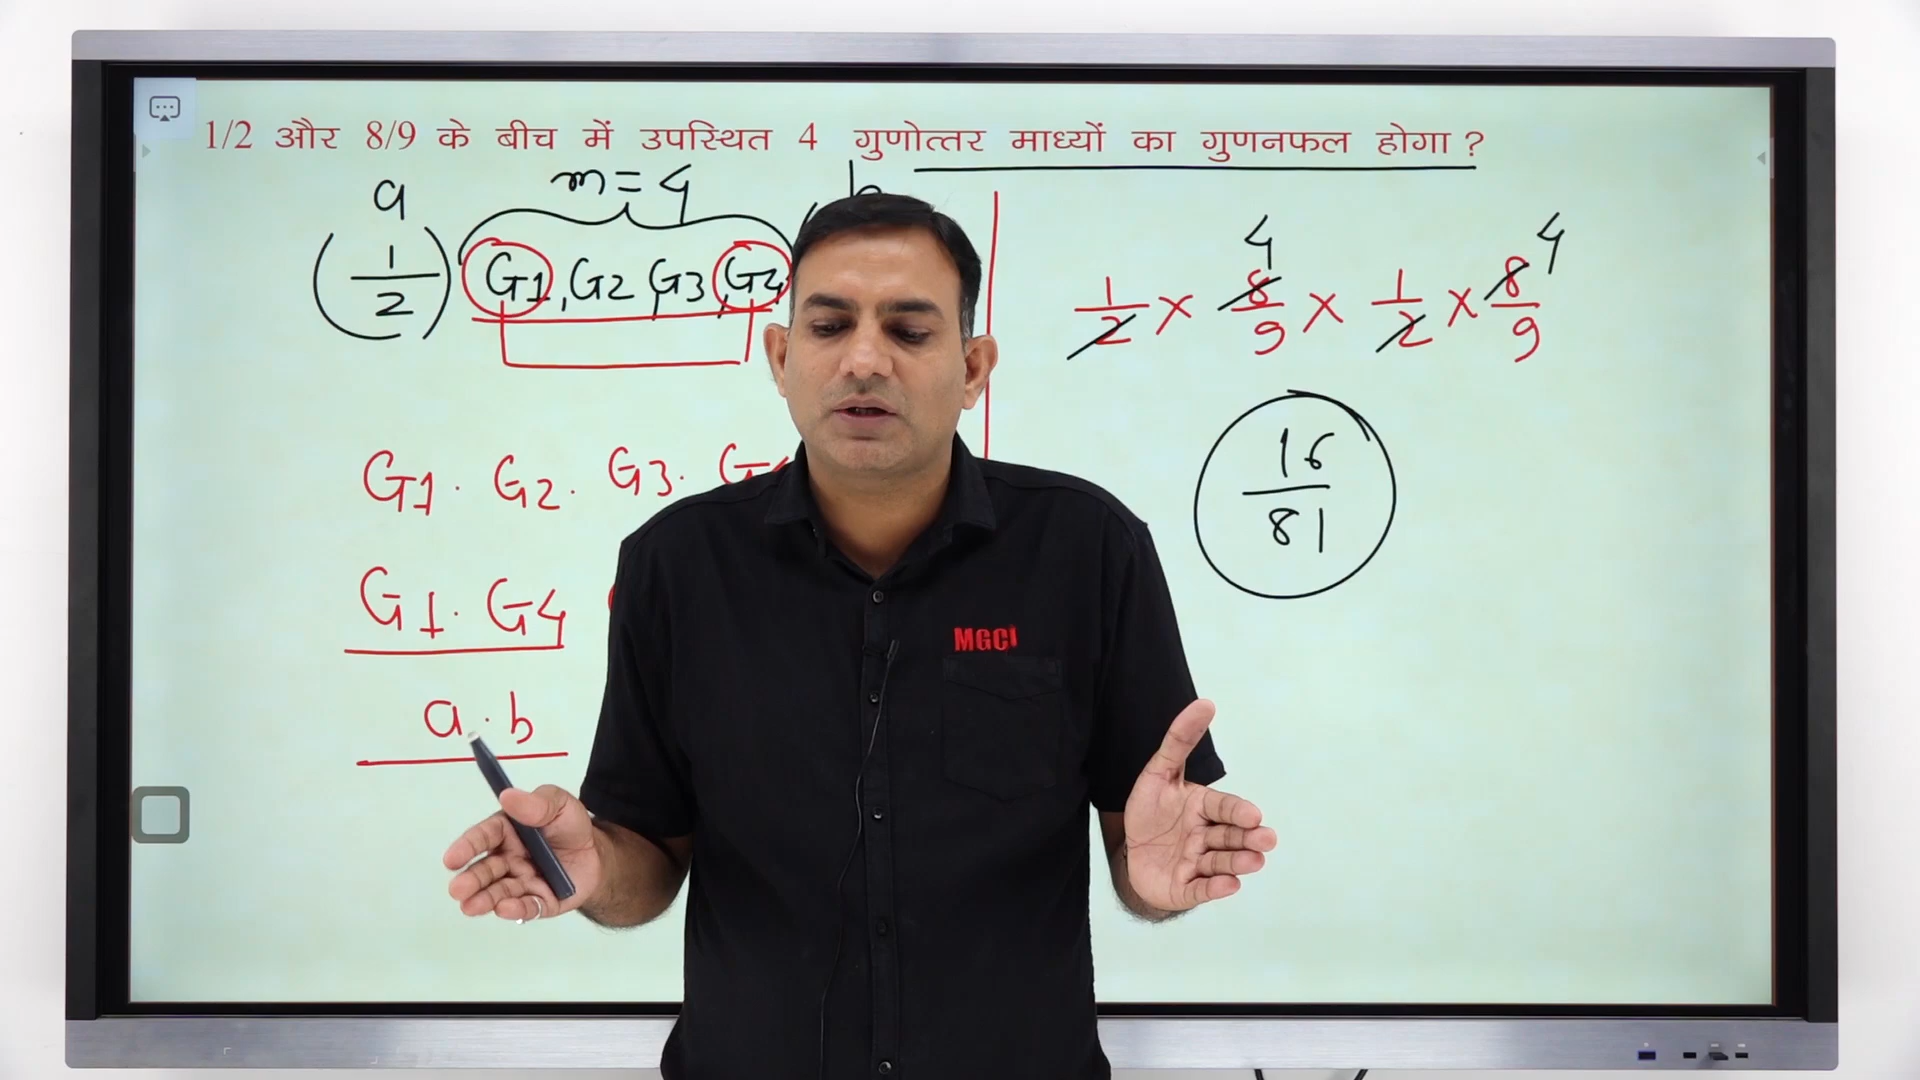 1/2 और 8/9 के बीच में उपस्थित 4 गुणोत्तर माध्यों का गुणनफल होगा ?
a m = 4 b
(1/2) G1, G2, G3, G4
G1 . G2 . G3 .
G1 . G4
a . b
4 4
1/2 x 8/9 x 1/2 x 8/9
16/81
MGCI